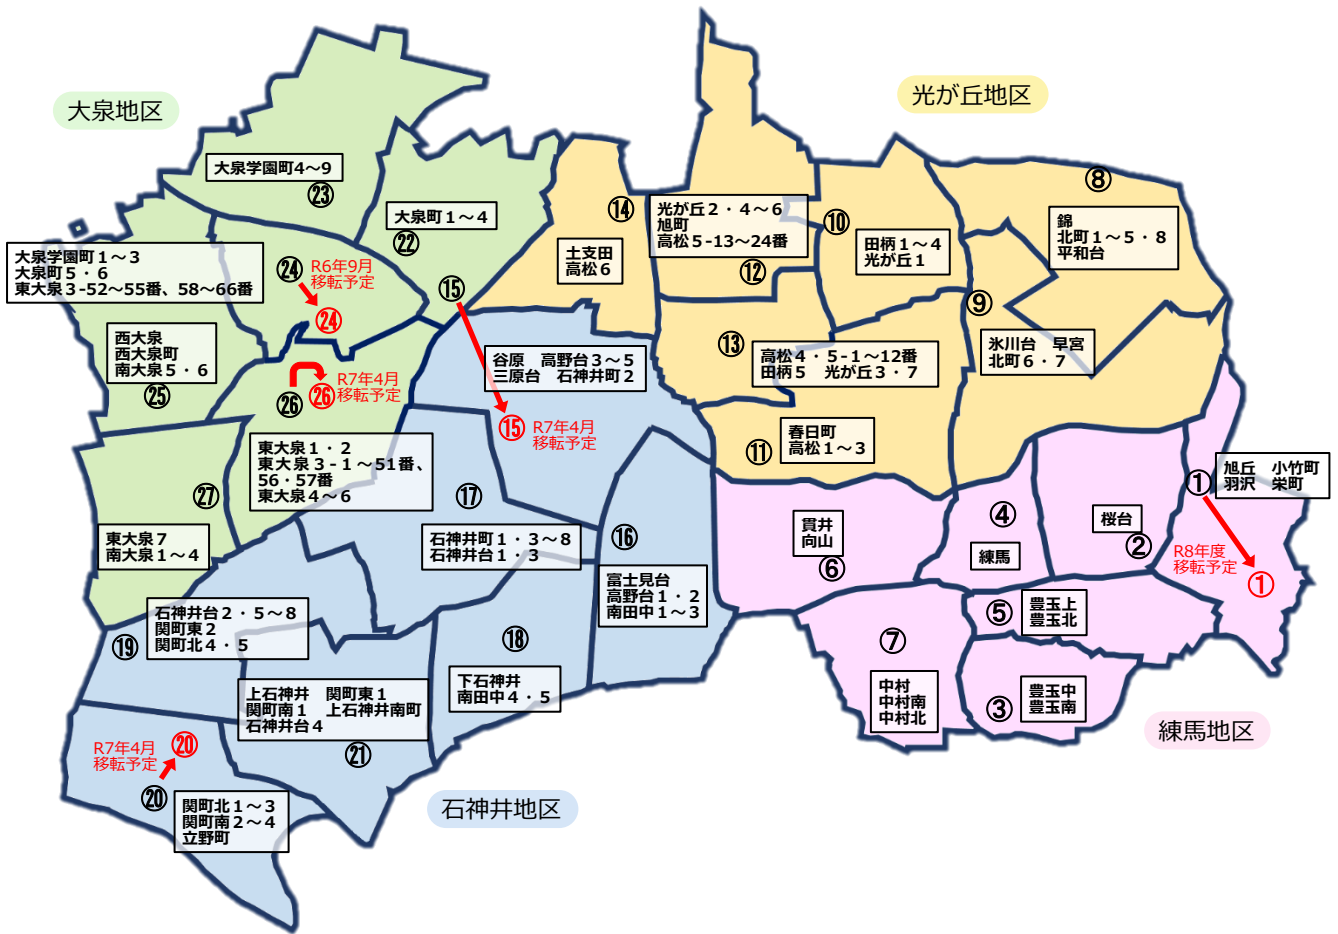 大泉地区
光が丘地区
大泉学園町4～9
㉓
大泉町１～４
㉒
⑭
土支田
高松６
光が丘２・４～６
旭町
高松５-13～24番
⑫
⑩
田柄１～４
光が丘１
⑧
錦
北町１～５・８
平和台
大泉学園町１～３
大泉町５・６
東大泉３-52～55番、58～66番
㉔
R6年9月
移転予定
㉔
⑮
⑨
氷川台　早宮
北町６・７
西大泉
西大泉町
南大泉５・６
㉕
㉖
㉖
R7年4月
移転予定
谷原　高野台３～５
三原台　石神井町２
⑮
R7年4月
移転予定
⑬
高松４・５-１～12番
田柄５　光が丘３・７
春日町
高松１～３
⑪
東大泉１・２
東大泉３-１～51番、
56・57番
東大泉４～６
㉗
東大泉７
南大泉１～４
⑰
石神井町１・３～８
石神井台１・３
⑯
富士見台
高野台１・２
南田中１～３
貫井
向山
⑥
④
練馬
桜台
②
①
旭丘　小竹町
羽沢　栄町
R8年度
移転予定
①
⑤
豊玉上
豊玉北
⑦
中村
中村南
中村北
③
豊玉中
豊玉南
練馬地区
石神井台２・５～８
関町東２
関町北４・５
⑲
⑱
下石神井
南田中４・５
上石神井　関町東１
関町南１　上石神井南町
石神井台４
㉑
R7年4月
移転予定
⑳
⑳
関町北１～３
関町南２～４
立野町
石神井地区